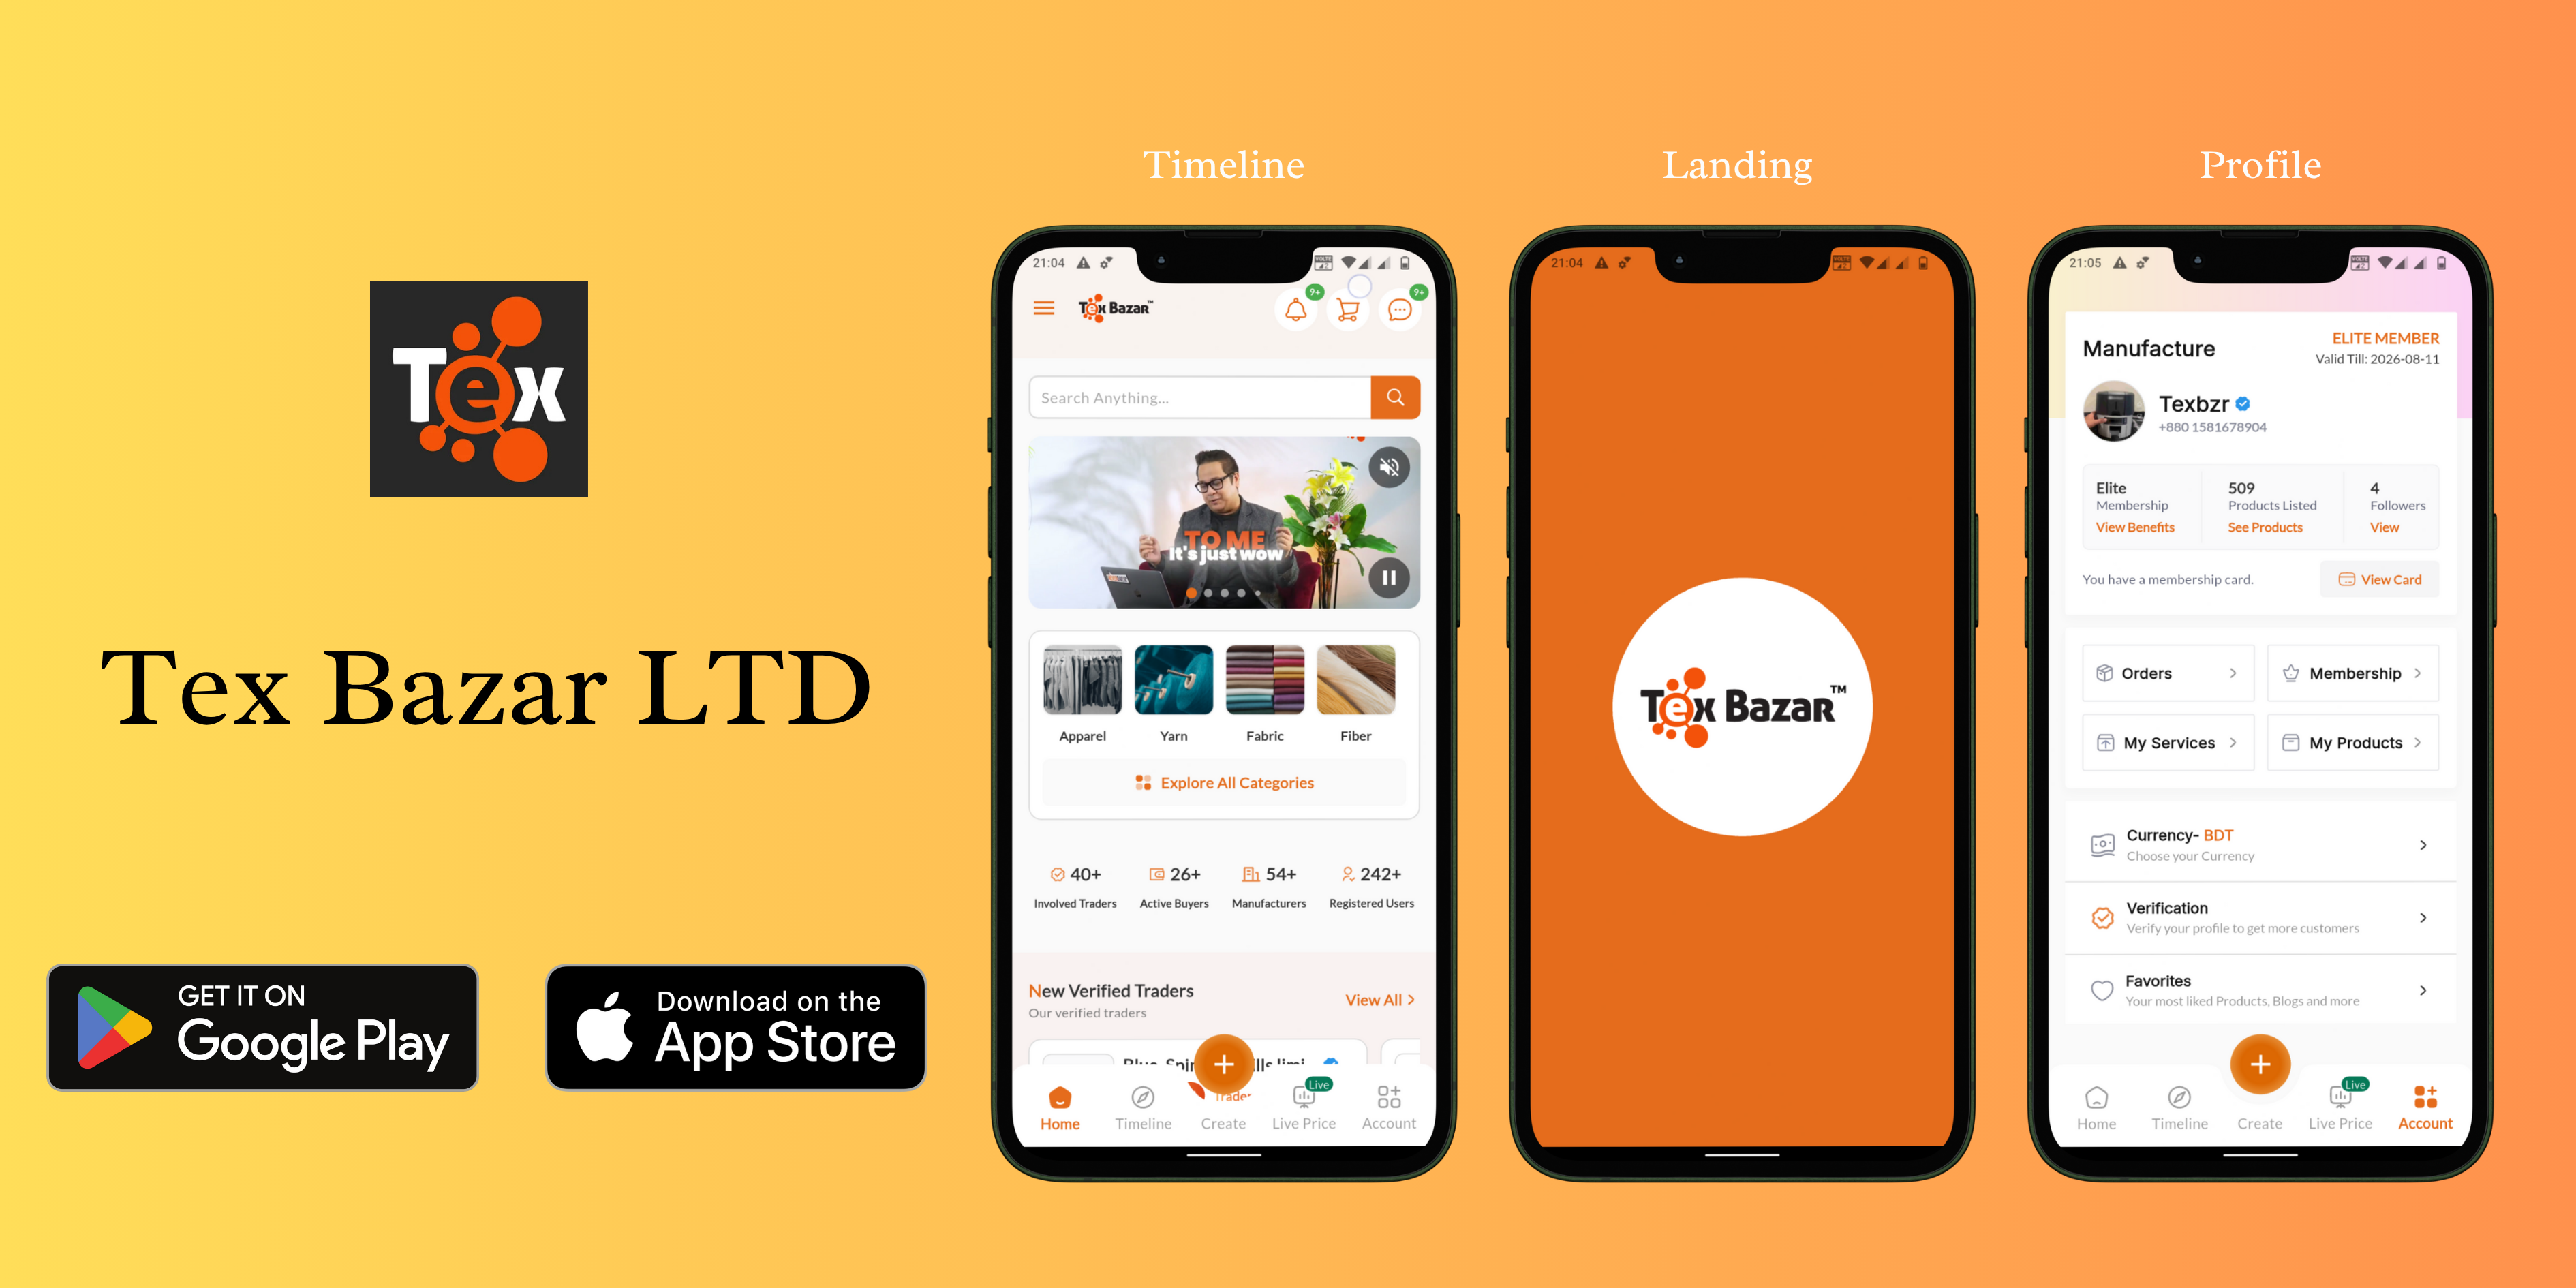 Tex
Tex Bazar LTD
GET IT ON
Google Play
Download on the
App Store
Timeline
21:04
VOLTE
9+
9+
Tex Bazar™
Search Anything...
TO ME
It's just wow
Apparel
Yarn
Fabric
Fiber
Explore All Categories
40+
26+
54+
242+
Involved Traders
Active Buyers
Manufacturers
Registered Users
New Verified Traders
View All
Our verified traders
Live
Home
Timeline
Create
Live Price
Account
Landing
21:04
Tex Bazar™
Profile
21:05
Manufacture
ELITE MEMBER
Valid Till: 2026-08-11
Texbzr
+880 1581678904
Elite
Membership
View Benefits
509
Products Listed
See Products
4
Followers
View
You have a membership card.
View Card
Orders
Membership
My Services
My Products
Currency- BDT
Choose your Currency
Verification
Verify your profile to get more customers
Favorites
Your most liked Products, Blogs and more
Live
Home
Timeline
Create
Live Price
Account